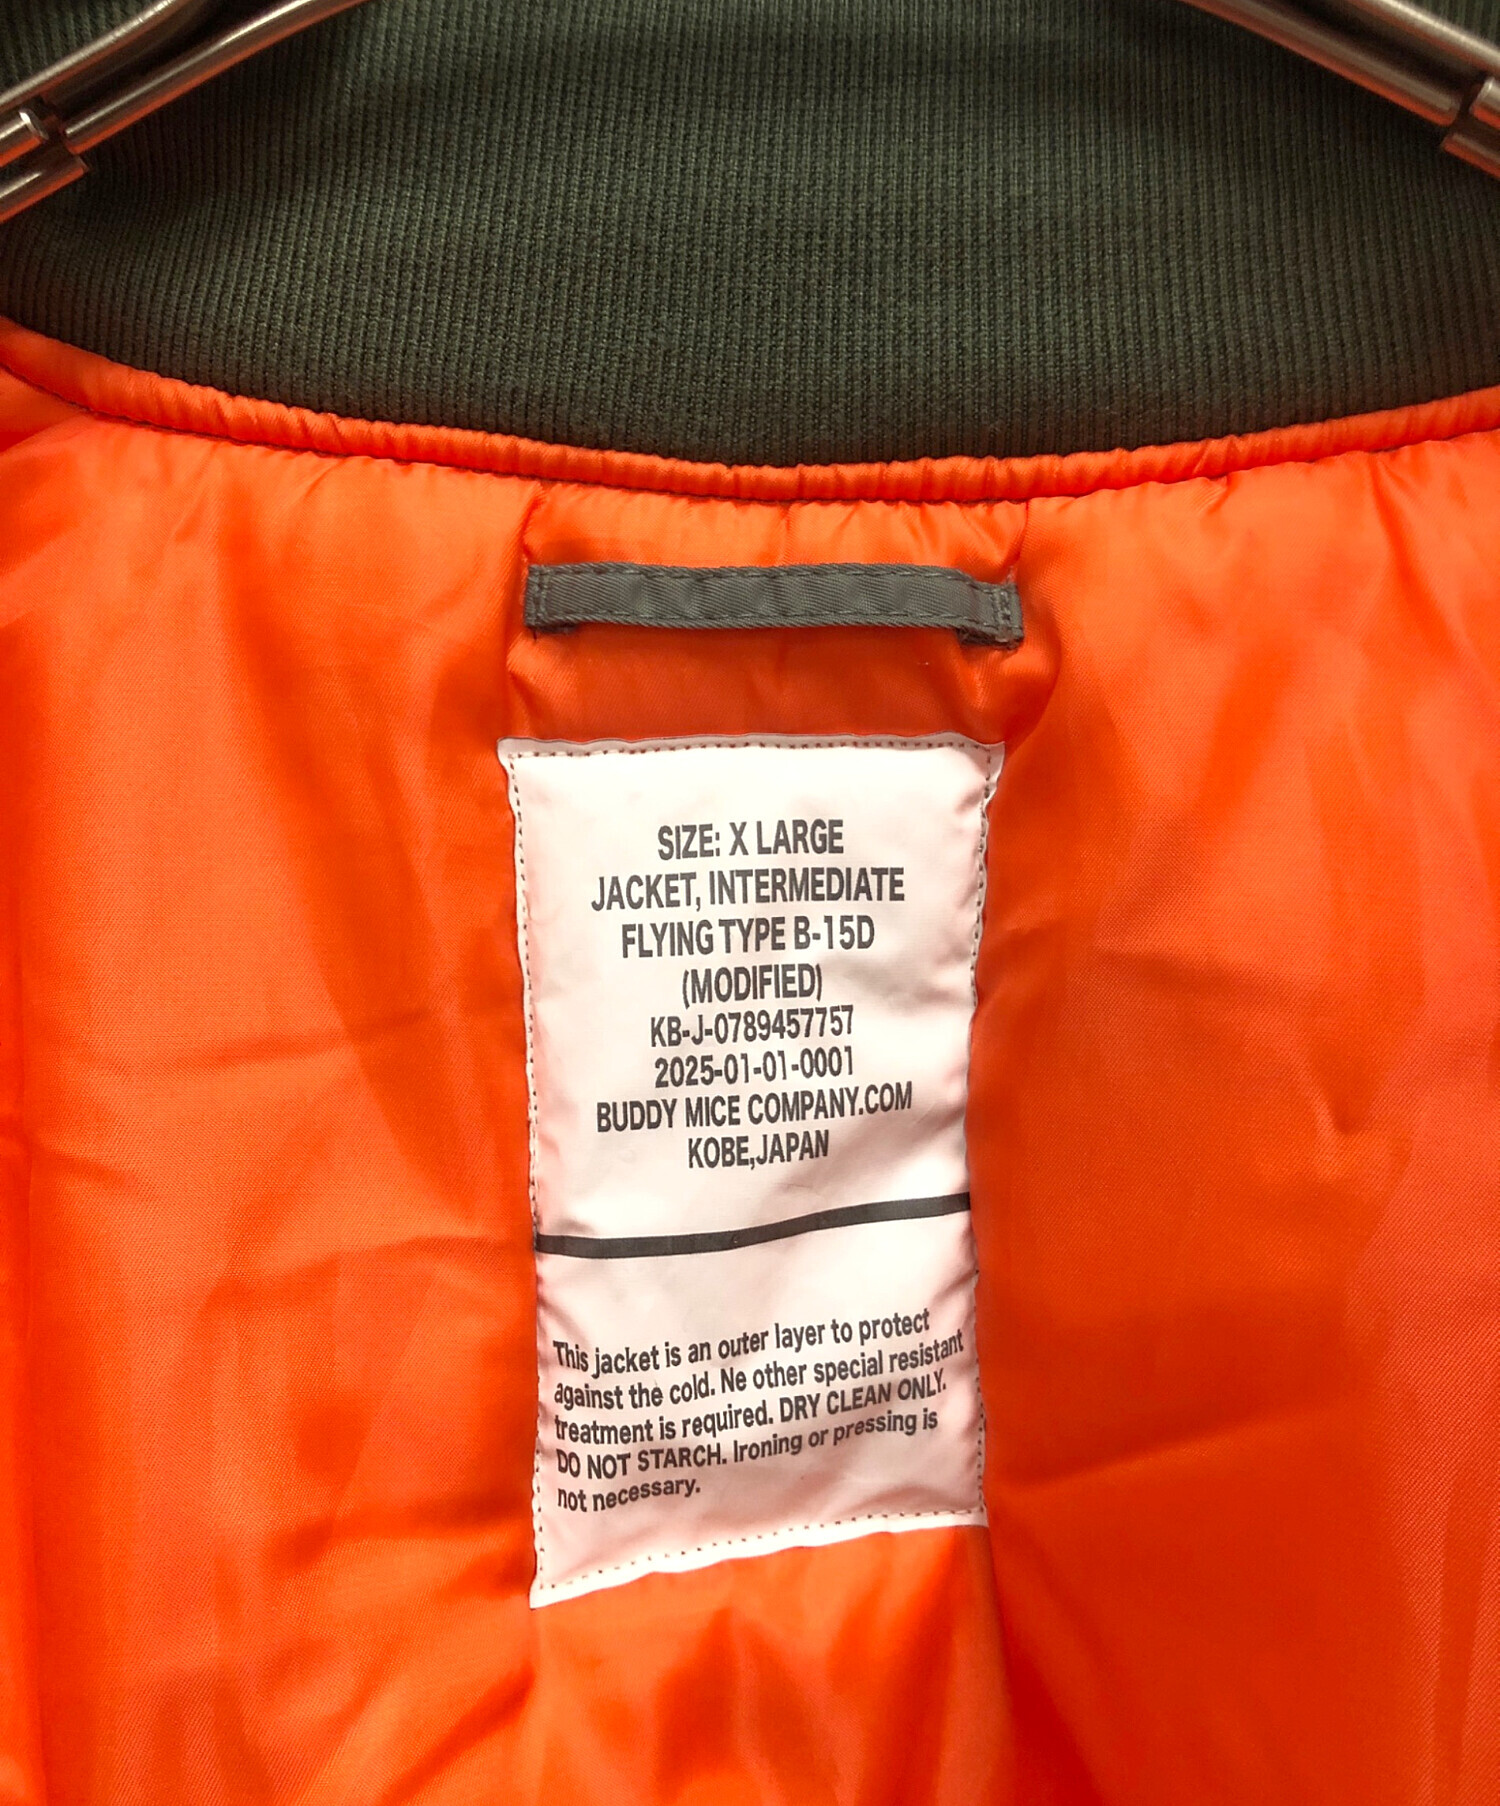 SIZE: X LARGE
JACKET, INTERMEDIATE
FLYING TYPE B-15D
(MODIFIED)
KB-J-0789457757
2025-01-01-0001
BUDDY MICE COMPANY.COM
KOBE,JAPAN
This jacket is an outer layer to protect
against the cold. Ne other special resistant
treatment is required. DRY CLEAN ONLY.
DO NOT STARCH. Ironing or pressing is
not necessary.